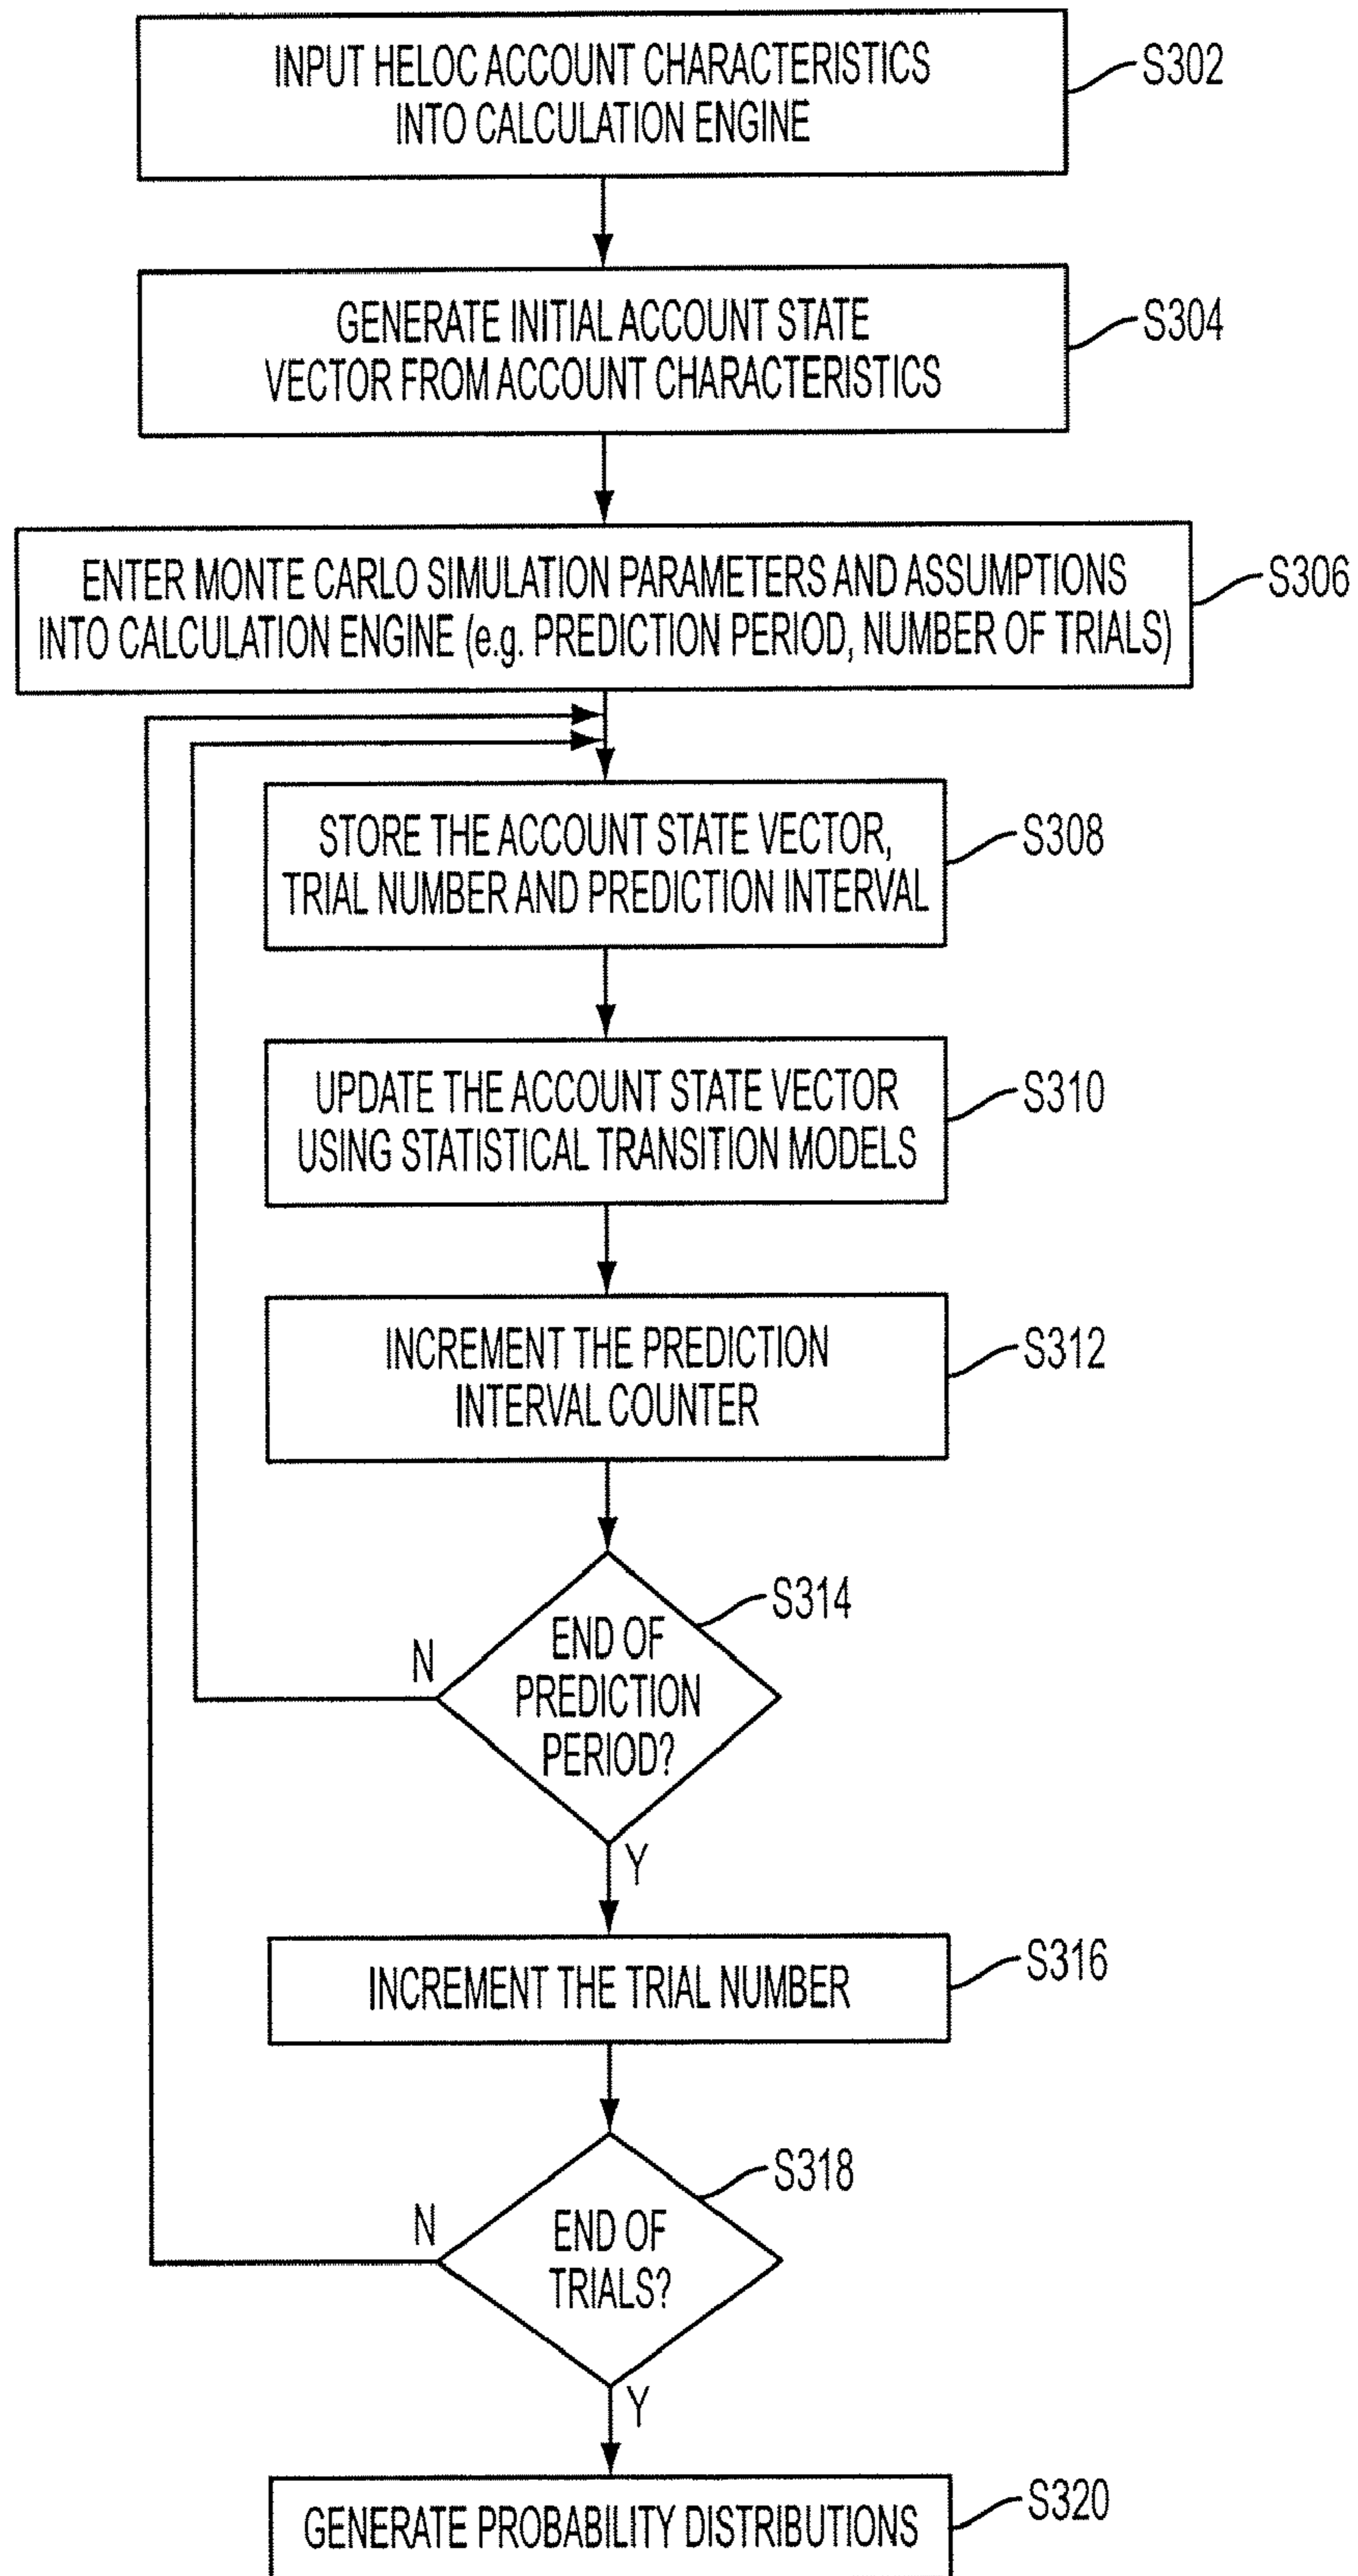 INPUT HELOC ACCOUNT CHARACTERISTICS
INTO CALCULATION ENGINE
S302
GENERATE INITIAL ACCOUNT STATE
VECTOR FROM ACCOUNT CHARACTERISTICS
S304
ENTER MONTE CARLO SIMULATION PARAMETERS AND ASSUMPTIONS
INTO CALCULATION ENGINE (e.g. PREDICTION PERIOD, NUMBER OF TRIALS)
S306
STORE THE ACCOUNT STATE VECTOR,
TRIAL NUMBER AND PREDICTION INTERVAL
S308
UPDATE THE ACCOUNT STATE VECTOR
USING STATISTICAL TRANSITION MODELS
S310
INCREMENT THE PREDICTION
INTERVAL COUNTER
S312
END OF
PREDICTION
PERIOD?
S314
N
Y
INCREMENT THE TRIAL NUMBER
S316
END OF
TRIALS?
S318
N
Y
GENERATE PROBABILITY DISTRIBUTIONS
S320